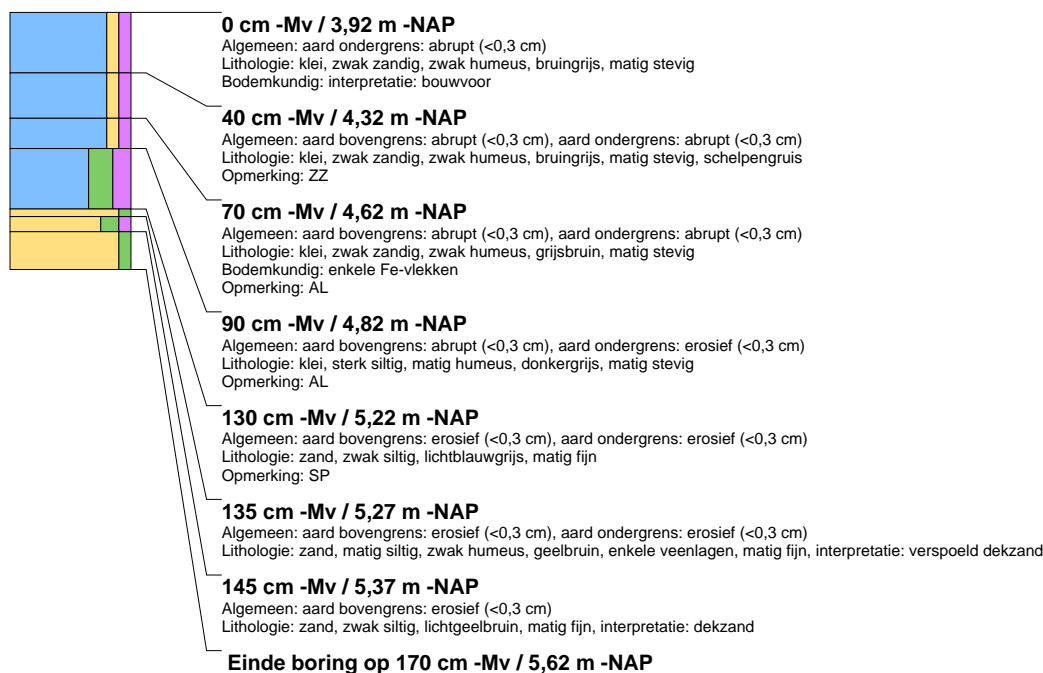 0 cm -Mv / 3,92 m -NAP
Algemeen: aard ondergrens: abrupt (<0,3 cm)
Lithologie: klei, zwak zandig, zwak humeus, bruingrijs, matig stevig
Bodemkundig: interpretatie: bouwvoor
40 cm -Mv / 4,32 m -NAP
Algemeen: aard bovengrens: abrupt (<0,3 cm), aard ondergrens: abrupt (<0,3 cm)
Lithologie: klei, zwak zandig, zwak humeus, bruingrijs, matig stevig, schelpengruis
Opmerking: ZZ
70 cm -Mv / 4,62 m -NAP
Algemeen: aard bovengrens: abrupt (<0,3 cm), aard ondergrens: abrupt (<0,3 cm)
Lithologie: klei, zwak zandig, zwak humeus, grijsbruin, matig stevig
Bodemkundig: enkele Fe-vlekken
Opmerking: AL
90 cm -Mv / 4,82 m -NAP
Algemeen: aard bovengrens: abrupt (<0,3 cm), aard ondergrens: erosief (<0,3 cm)
Lithologie: klei, sterk siltig, matig humeus, donkergrijs, matig stevig
Opmerking: AL
130 cm -Mv / 5,22 m -NAP
Algemeen: aard bovengrens: erosief (<0,3 cm), aard ondergrens: erosief (<0,3 cm)
Lithologie: zand, zwak siltig, lichtblauwgrijs, matig fijn
Opmerking: SP
135 cm -Mv / 5,27 m -NAP
Algemeen: aard bovengrens: erosief (<0,3 cm), aard ondergrens: erosief (<0,3 cm)
Lithologie: zand, matig siltig, zwak humeus, geelbruin, enkele veenlagen, matig fijn, interpretatie: verspoeld dekzand
145 cm -Mv / 5,37 m -NAP
Algemeen: aard bovengrens: erosief (<0,3 cm)
Lithologie: zand, zwak siltig, lichtgeelbruin, matig fijn, interpretatie: dekzand
Einde boring op 170 cm -Mv / 5,62 m -NAP